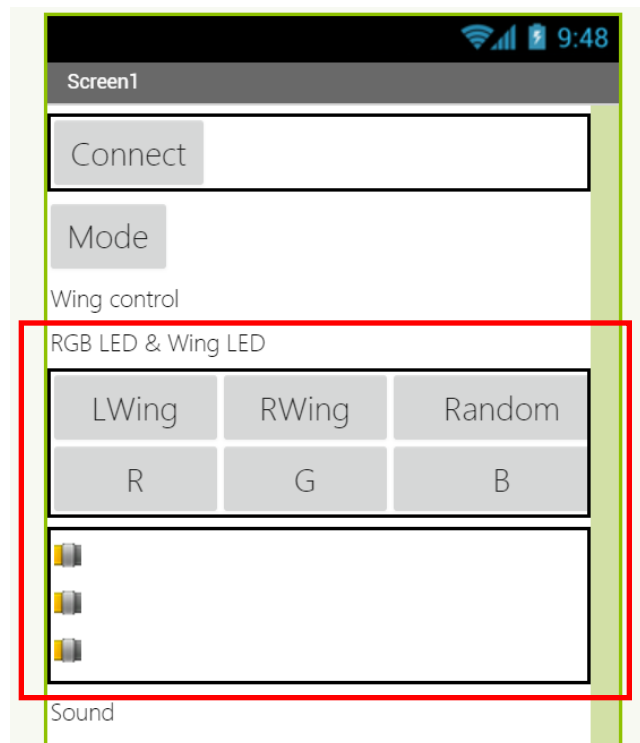 9:48
Screen1
Connect
Mode
Wing control
RGB LED & Wing LED
LWing RWing Random
R G B
Sound